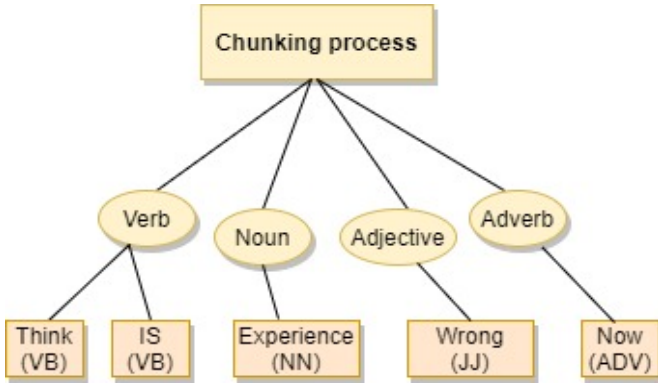 Chunking process
Verb
Noun
Adjective
Adverb
Think
(VB)
IS
(VB)
Experience
(NN)
Wrong
(JJ)
Now
(ADV)